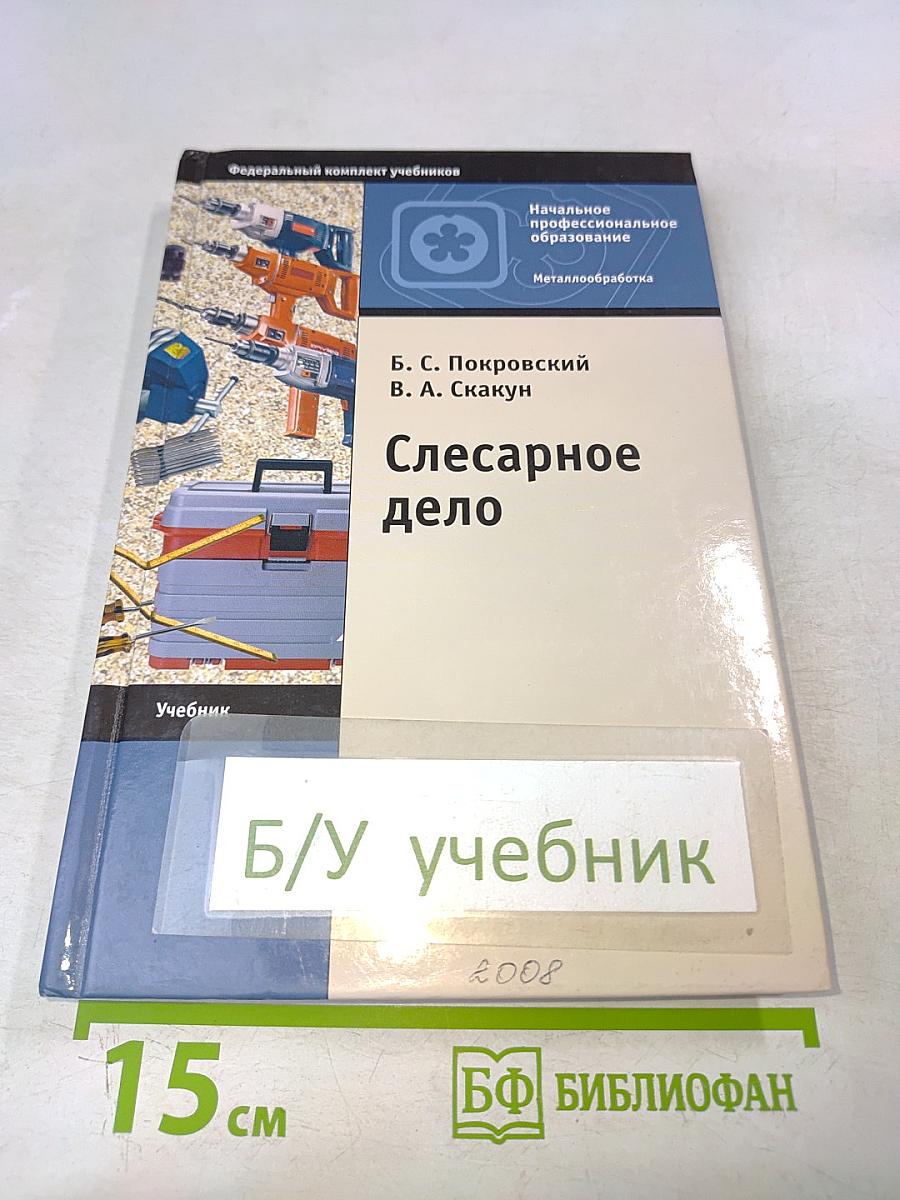 Федеральный комплект учебников
Начальное
профессиональное
образование
Металлообработка
Б. С. Покровский
В. А. Скакун
Слесарное
дело
Учебник
Б/У учебник
2008
15 см
БФ БИБЛИОФАН